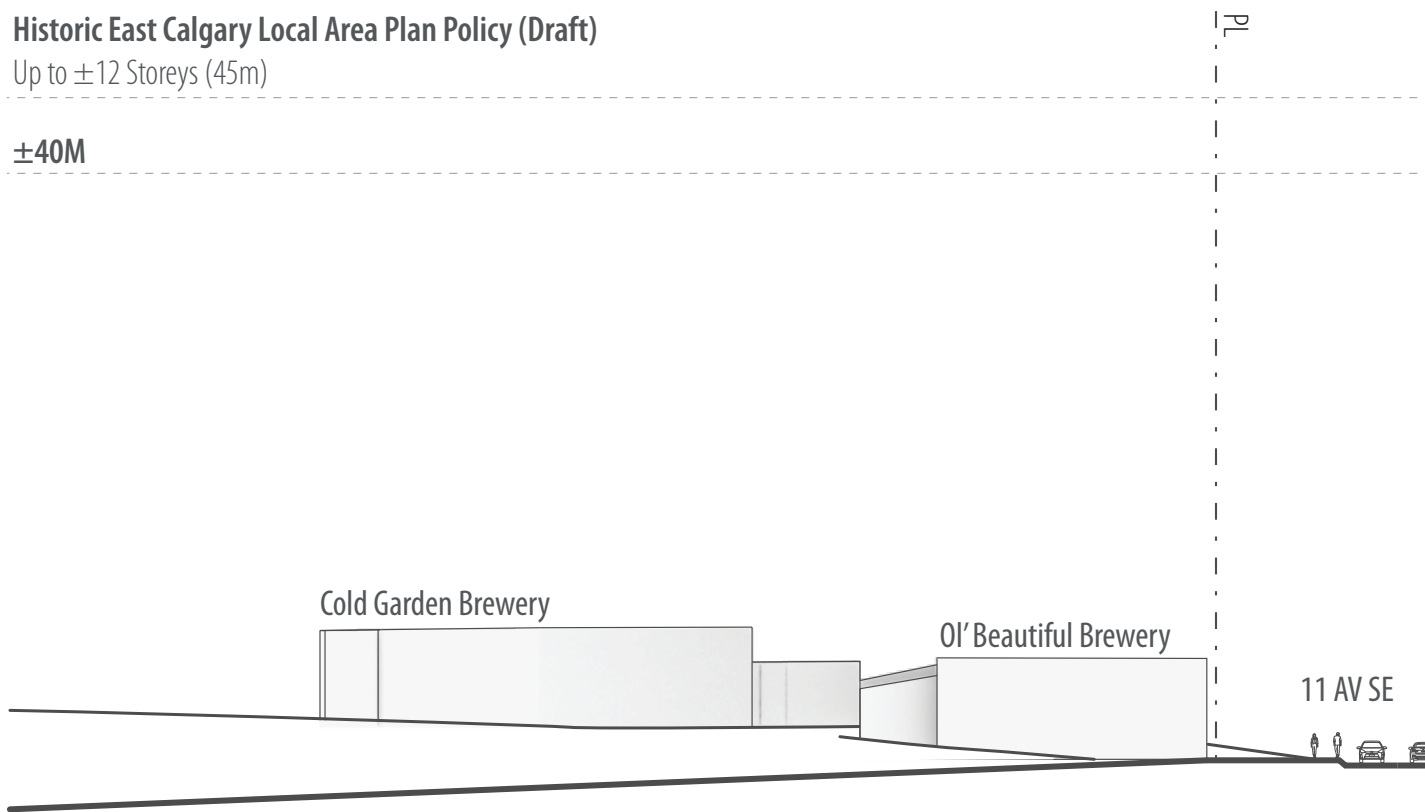 Historic East Calgary Local Area Plan Policy (Draft)
Up to ±12 Storeys (45m)
PL
±40M
Cold Garden Brewery
Ol' Beautiful Brewery
11 AV SE